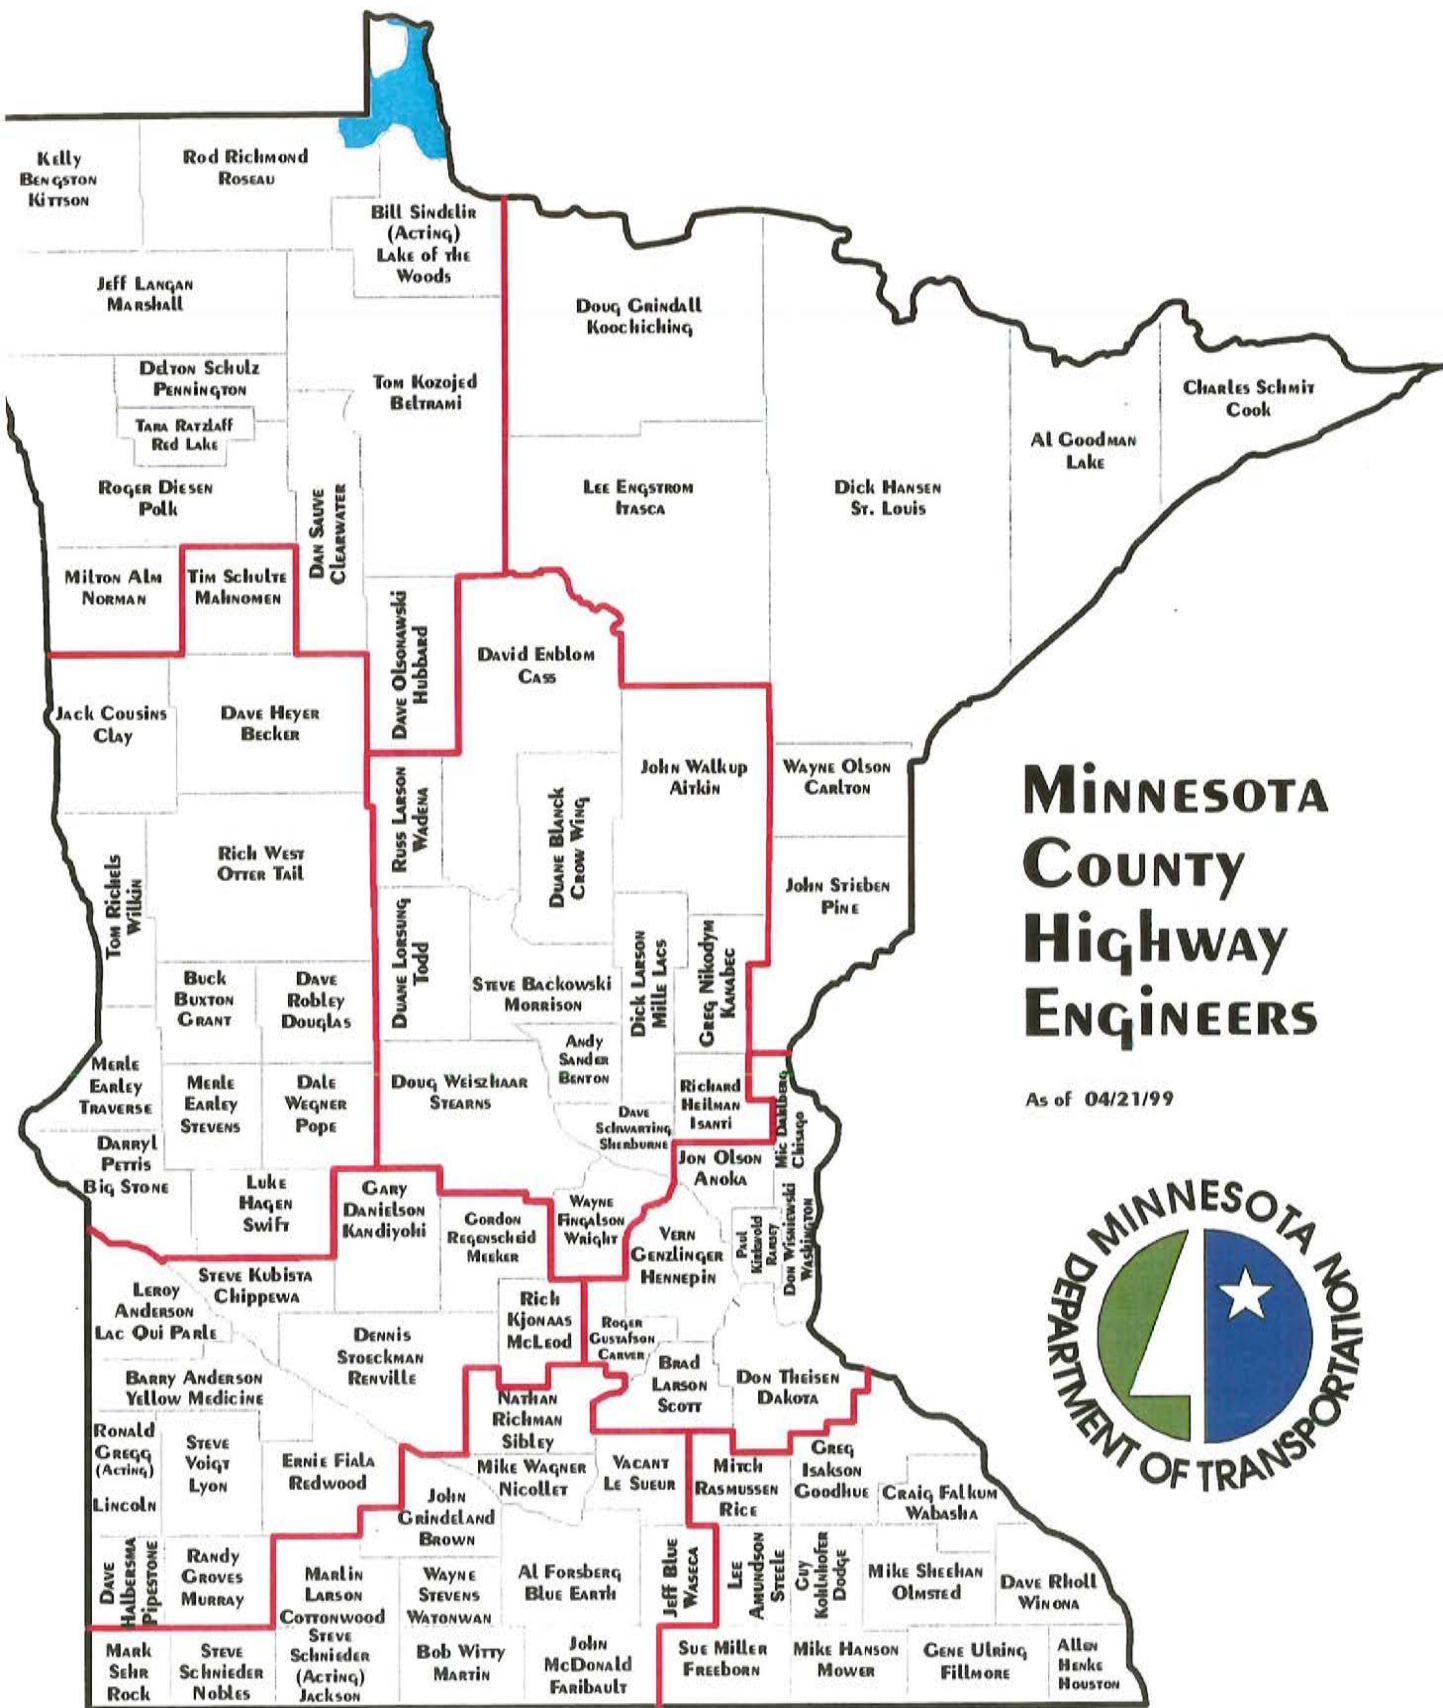 Kelly
Bengston
Kittson
Rod Richmond
Roseau
Bill Sindelir
(Acting)
Lake of the
Woods
Jeff Langan
Marshall
Doug Grindall
Koochiching
Delton Schulz
Pennington
Tom Kozojed
Beltrami
Charles Schmit
Cook
Tara Ratzlaff
Red Lake
Al Goodman
Lake
Roger Diesen
Polk
Dan Sauve
Clearwater
Lee Engstrom
Itasca
Dick Hansen
St. Louis
Milton Alm
Norman
Tim Schulte
Mahnomen
Dave Olsonawski
Hubbard
David Enblom
Cass
Jack Cousins
Clay
Dave Heyer
Becker
John Walkup
Aitkin
Wayne Olson
Carlton
Russ Larson
Wadena
Duane Blanck
Crow Wing
Minnesota
County
Highway
Engineers
As of 04/21/99
Rich West
Otter Tail
Tom Richels
Wilkin
John Stieben
Pine
Duane Lorsung
Todd
Dick Larson
Mille Lacs
Greg Nikodym
Kanabec
Buck
Buxton
Grant
Dave
Robley
Douglas
Steve Backowski
Morrison
Andy
Sander
Benton
Merle
Earley
Traverse
Merle
Earley
Stevens
Dale
Wegner
Pope
Doug Weiszhaar
Stearns
Richard
Heilman
Isanti
Mic Dahlberg
Chisago
Dave
Schwarting
Sherburne
Darryl
Pettis
Big Stone
Luke
Hagen
Swift
Gary
Danielson
Kandiyohi
Gordon
Regenscheid
Meeker
Wayne
Fingalson
Wright
Jon Olson
Anoka
Vern
Genzlinger
Hennepin
Paul
Kirkwold
Ramsey
Don Wisniewski
Washington
Leroy
Anderson
Lac Qui Parle
Steve Kubista
Chippewa
Rich
Kjonaas
McLeod
Roger
Gustafson
Carver
Dennis
Stoeckman
Renville
Brad
Larson
Scott
Don Theisen
Dakota
Barry Anderson
Yellow Medicine
Nathan
Richman
Sibley
Ronald
Gregg
(Acting)
Lincoln
Steve
Voigt
Lyon
Ernie Fiala
Redwood
Mike Wagner
Nicollet
Vacant
Le Sueur
Mitch
Rasmussen
Rice
Greg
Isakson
Goodhue
Craig Falkum
Wabasha
John
Grindeland
Brown
Dave
Halbersma
Pipestone
Randy
Groves
Murray
Marlin
Larson
Cottonwood
Wayne
Stevens
Watonwan
Al Forsberg
Blue Earth
Jeff Blue
Waseca
Lee
Amundson
Steele
Guy
Kohlnhofer
Dodge
Mike Sheehan
Olmsted
Dave Rholl
Winona
Mark
Sehr
Rock
Steve
Schnieder
Nobles
Steve
Schnieder
(Acting)
Jackson
Bob Witty
Martin
John
McDonald
Faribault
Sue Miller
Freeborn
Mike Hanson
Mower
Gene Ulring
Fillmore
Allen
Henke
Houston
MINNESOTA
DEPARTMENT OF TRANSPORTATION